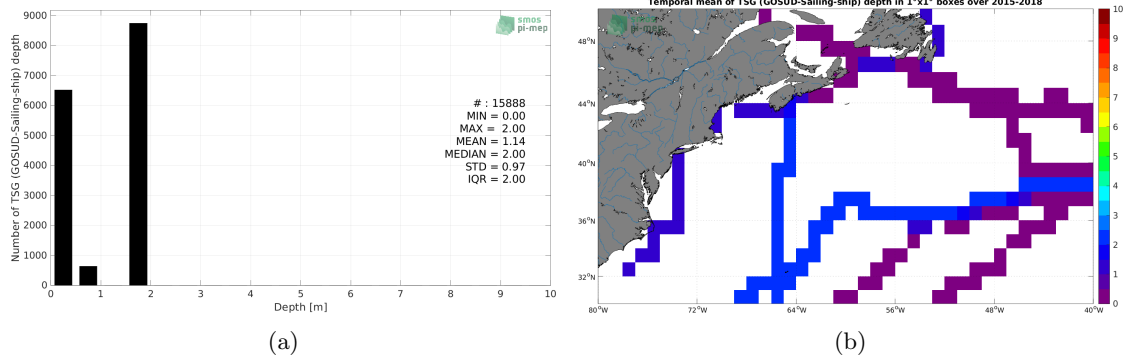 9000
8000
7000
6000
5000
4000
3000
2000
1000
0
Number of TSG (GOSUD-Sailing-ship) depth
0 1 2 3 4 5 6 7 8 9 10
Depth [m]
smos
pi-mep
# : 15888
MIN = 0.00
MAX = 2.00
MEAN = 1.14
MEDIAN = 2.00
STD = 0.97
IQR = 2.00
(a)
Temporal mean of TSG (GOSUD-Sailing-ship) depth in 1°x1° boxes over 2015-2018
smos
pi-mep
48°N
44°N
40°N
36°N
32°N
80°W 72°W 64°W 56°W 48°W 40°W
10
9
8
7
6
5
4
3
2
1
0
(b)